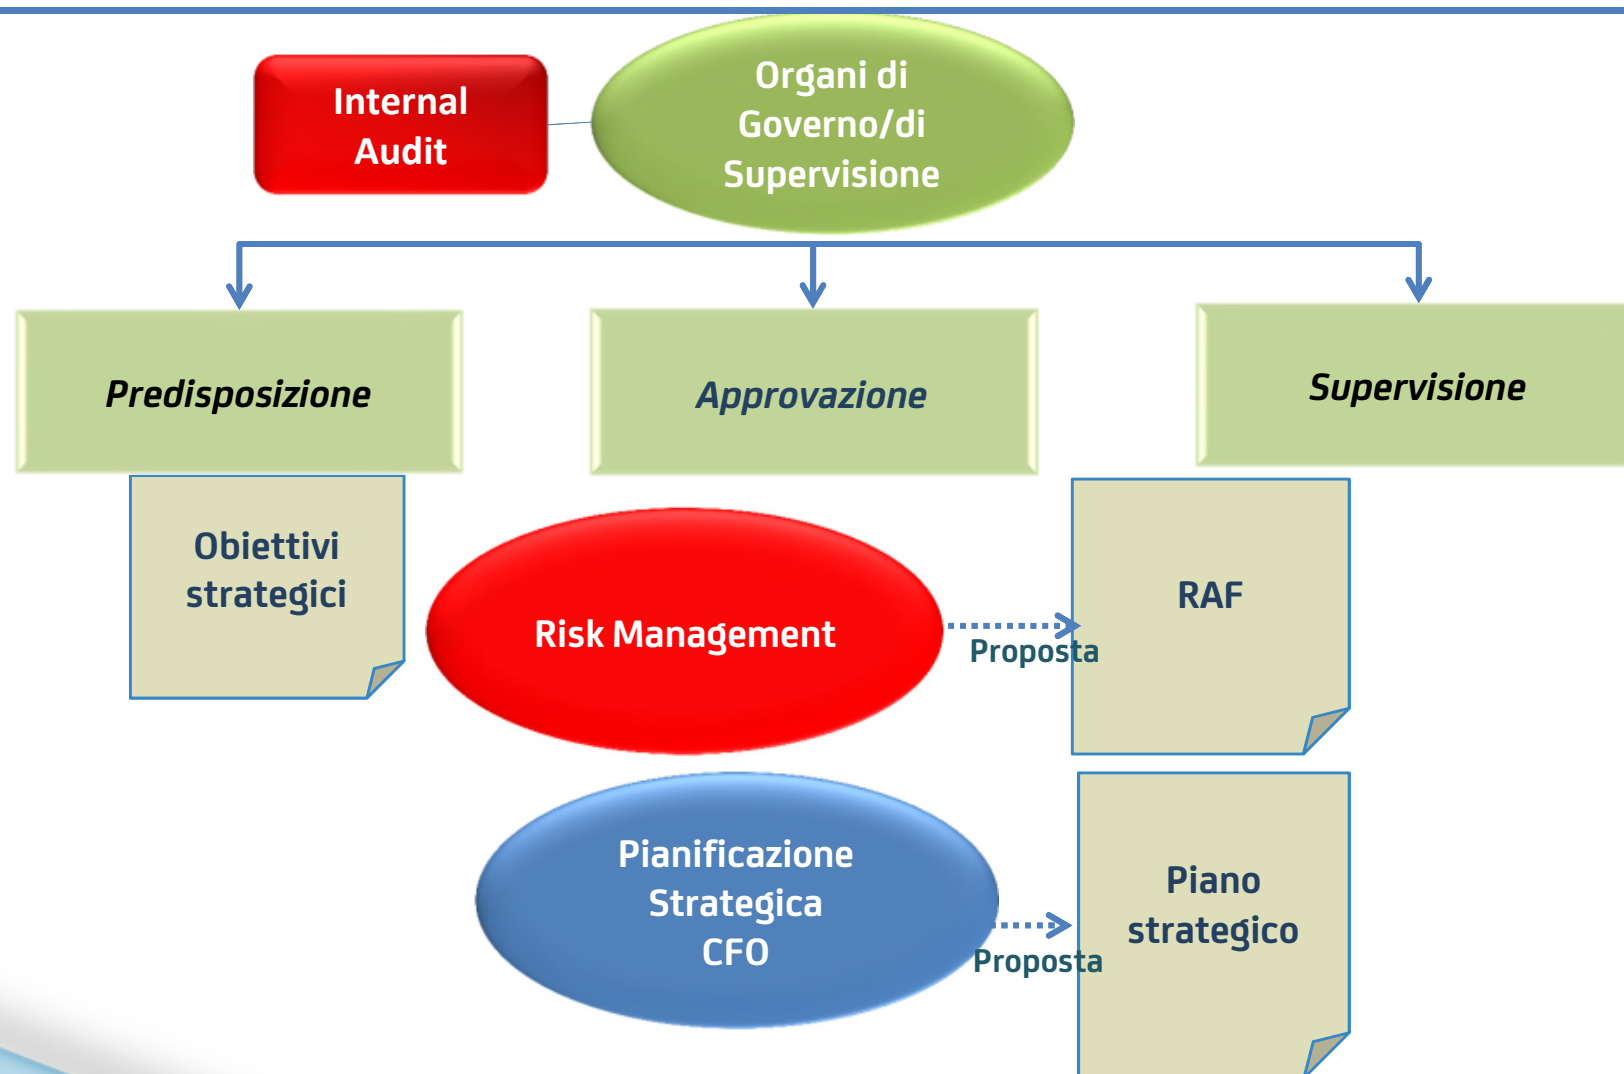 Internal
Audit
Organi di
Governo/di
Supervisione
Predisposizione
Approvazione
Supervisione
Obiettivi
strategici
Risk Management
Proposta
RAF
Pianificazione
Strategica
CFO
Proposta
Piano
strategico